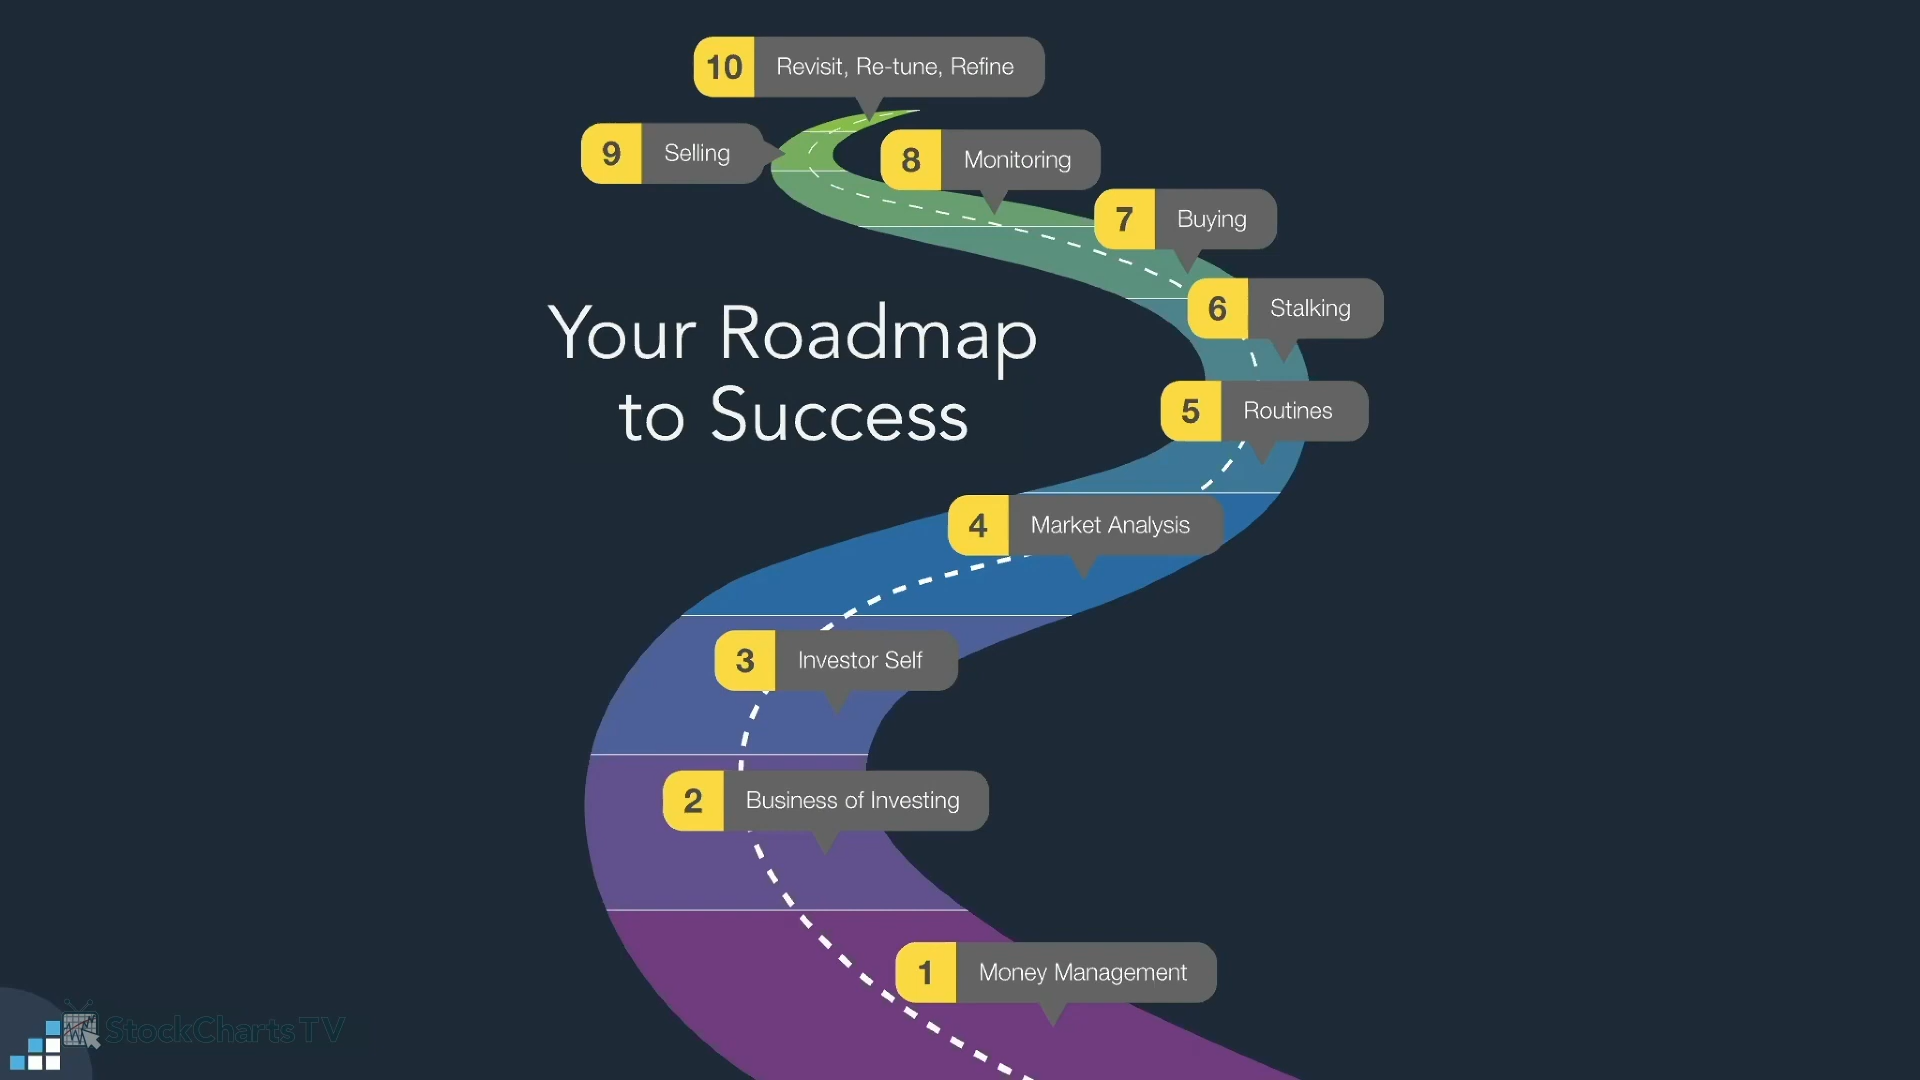 10 Revisit, Re-tune, Refine
9 Selling
8 Monitoring
7 Buying
6 Stalking
Your Roadmap
to Success
5 Routines
4 Market Analysis
3 Investor Self
2 Business of Investing
1 Money Management
StockCharts TV